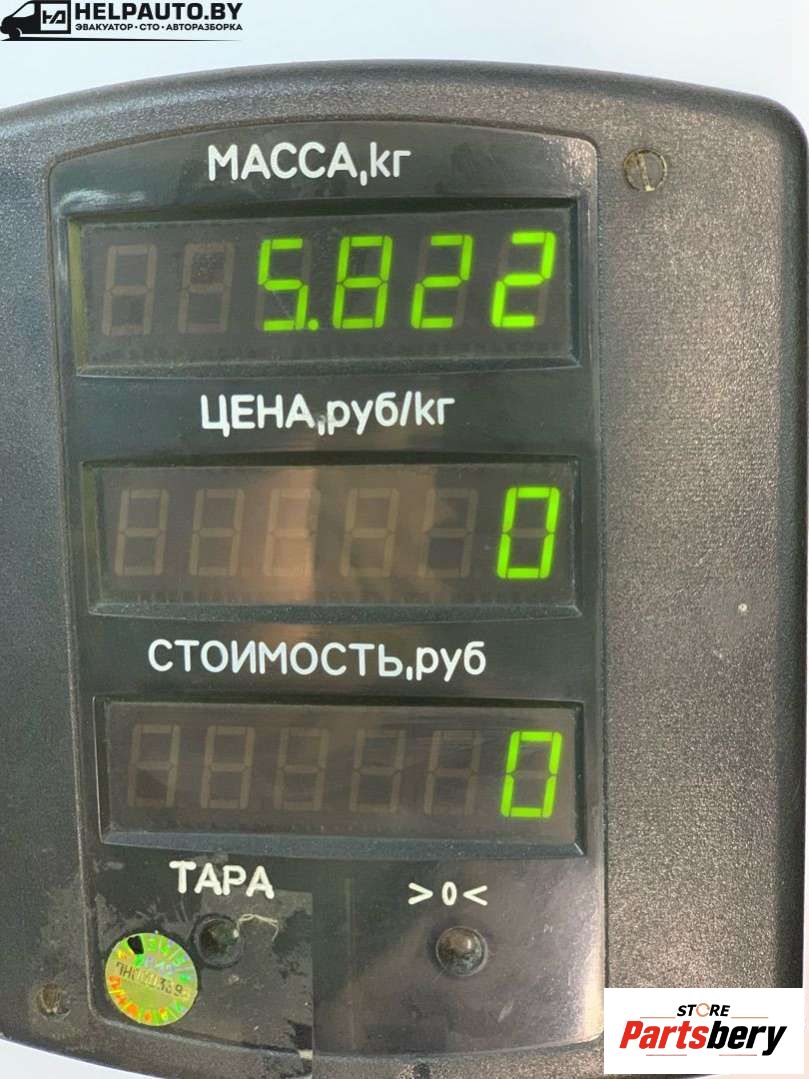 HELPAUTO.BY
ЭВАКУАТОР • СТО • АВТОРАЗБОРКА
МАССА,кг
5.822
ЦЕНА,руб/кг
0
СТОИМОСТЬ,руб
0
ТАРА
>0<
STORE
Partsbery